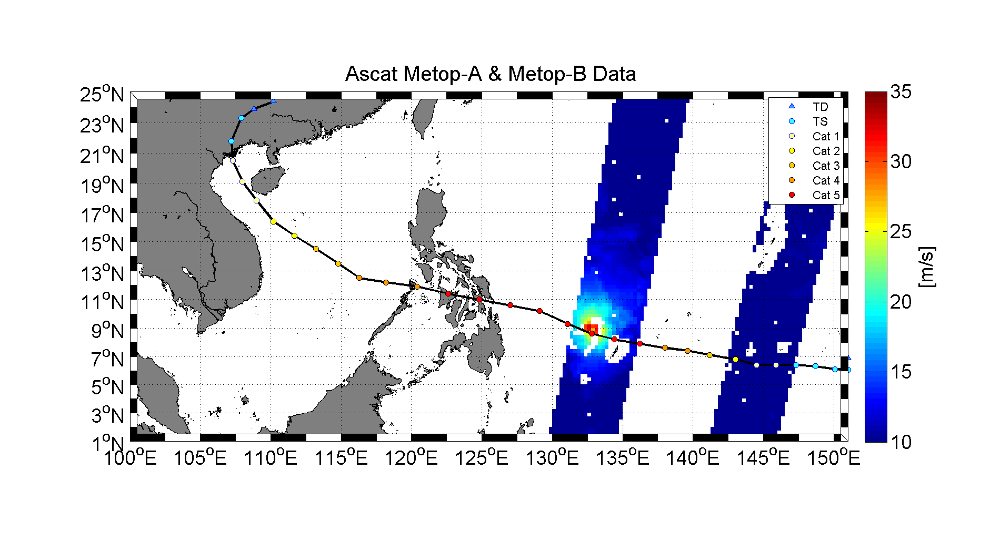 Ascat Metop-A & Metop-B Data
25°N
23°N
21°N
19°N
17°N
15°N
13°N
11°N
9°N
7°N
5°N
3°N
1°N
100°E 105°E 110°E 115°E 120°E 125°E 130°E 135°E 140°E 145°E 150°E
TD
TS
Cat 1
Cat 2
Cat 3
Cat 4
Cat 5
35
30
25
20
15
10
[m/s]